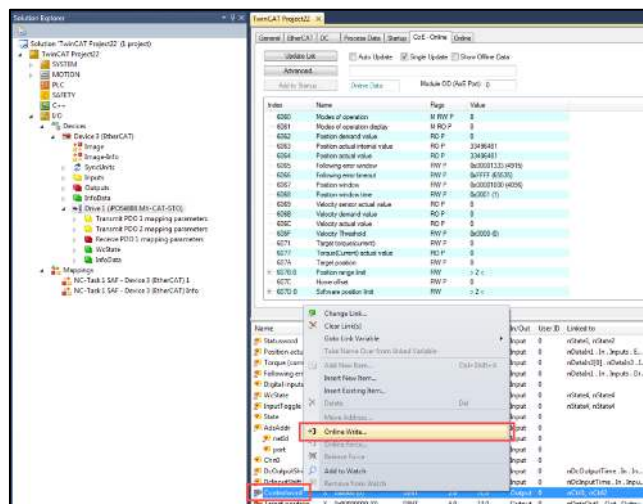 Solution Explorer
TwinCAT Project22
Solution 'TwinCAT Project22' (1 project)
TwinCAT Project22
SYSTEM
MOTION
PLC
SAFETY
C++
I/O
Devices
Device 3 (EtherCAT)
Image
Image-Info
SyncUnits
Inputs
Outputs
InfoData
Transmit PDO 1 mapping parameters
Transmit PDO 2 mapping parameters
Receive PDO 1 mapping parameters
WcState
InfoData
Mappings
NC-Task 1 SAF - Device 3 (EtherCAT) 1
NC-Task 1 SAF - Device 3 (EtherCAT) Info
General EtherCAT DC Process Data Startup CoE - Online Online
Update List Auto Update Single Update Show Offline Data
Advanced...
Add to Startup... Online Data Module OD (AoE Port): 0
Index Name Flags Value
6060 Modes of operation M RW P 0
6061 Modes of operation display M RO P 0
6062 Position demand value RO P 0
6063 Position actual internal value RO P 33496481
6064 Position actual value RO P 33496481
6065 Following error window RW P
6066 Following error timeout RW P 0xFFFF (65535)
6067 Position window RW P 0x00001000 (4096)
6068 Position window time RW P 0x0001 (1)
6069 Velocity sensor actual value RO P 0
606B Velocity demand value RO P 0
606C Velocity actual value RO P 0
606F Velocity Threshold RW P 0x0000 (0)
6071 Target torque(current) RW P 0
6077 Torque(Current) actual value RO P 0
607A Target position RW P 0
607B:0 Position range limit RW > 2 <
607C Home offset RW P 0
607D:0 Software position limit RW > 2 <
Change Link...
Clear Link(s)
Goto Link Variable
Take Name Over from linked Variable
Add New Item... Ctrl+Shift+A
Insert New Item...
Insert Existing Item...
Delete Del
Move Address...
Online Write...
Online Force...
Release Force
Add to Watch
Remove from Watch
Name In/Out User ID Linked to
Statusword Input 0 nState1, nState2
Position actu
Torque (curre
Following err
Digital inputs Input 0
WcState Input 0 nState4, nState4
InputToggle Input 0 nState4, nState4
State Input 0
AdsAddr Input 0
netId Input 0
port Input 0
Chn0 Input 0
DcOutputShi
DcInputShift
Controlword Output 0 nCtrl1, nCtrl2